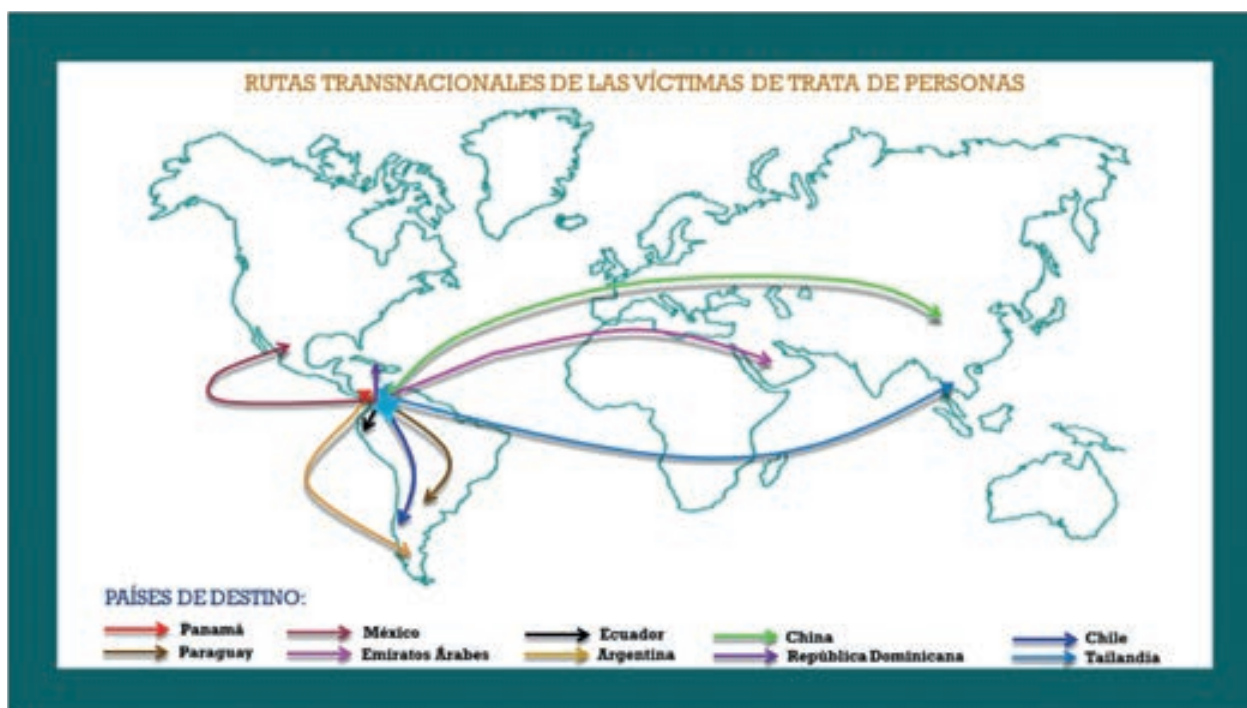 RUTAS TRANSNACIONALES DE LAS VÍCTIMAS DE TRATA DE PERSONAS
PAÍSES DE DESTINO:
Panamá México Ecuador China Chile
Paraguay Emiratos Árabes Argentina República Dominicana Tailandia